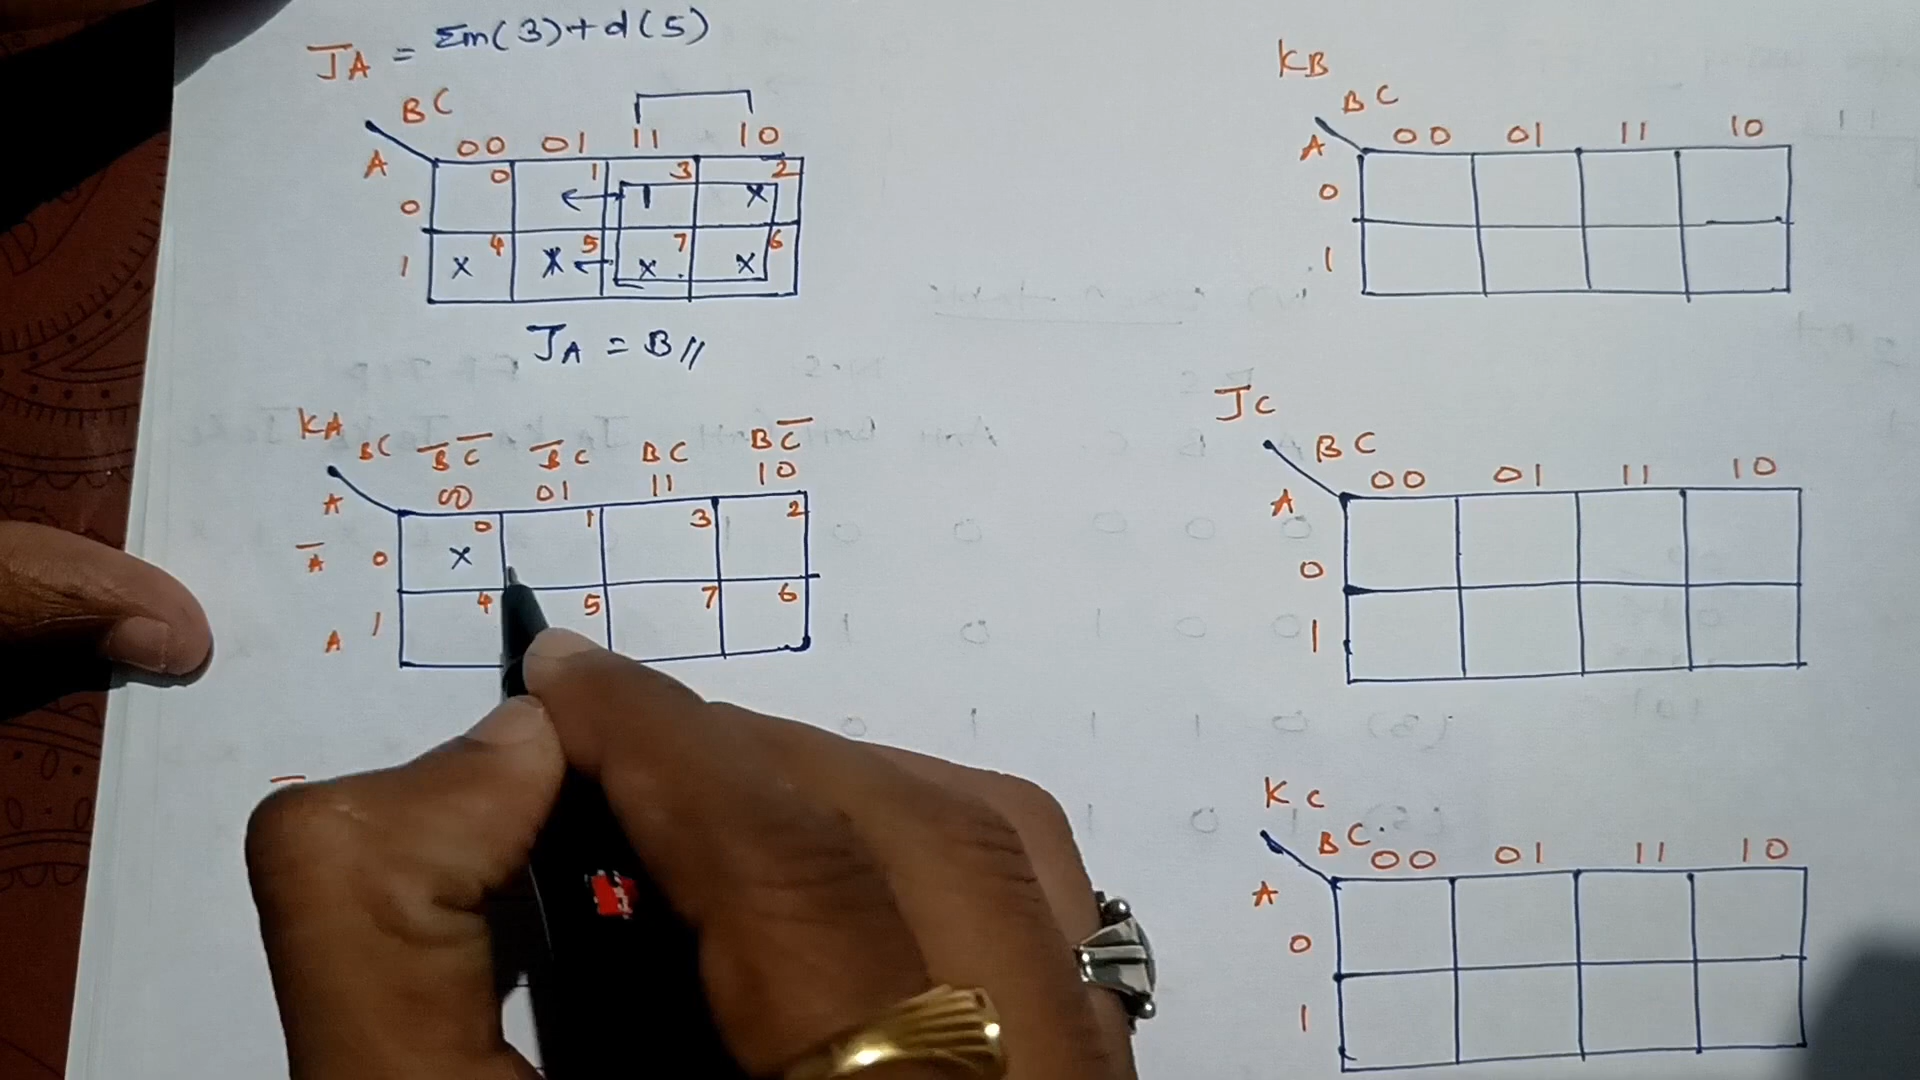 JA = Σm(3)+d(5)
BC
00 01 11 10
A
0 1 3 2
0 1 x
4 5 7 6
1 x x x x
JA = B //
KA
BC B̅C̅ B̅C BC BC̅
00 01 11 10
A
0 1 3 2
A̅ 0 x
4 5 7 6
A 1
KB
BC
00 01 11 10
A
0
1
JC
BC
00 01 11 10
A
0
1
KC
BC
00 01 11 10
A
0
1